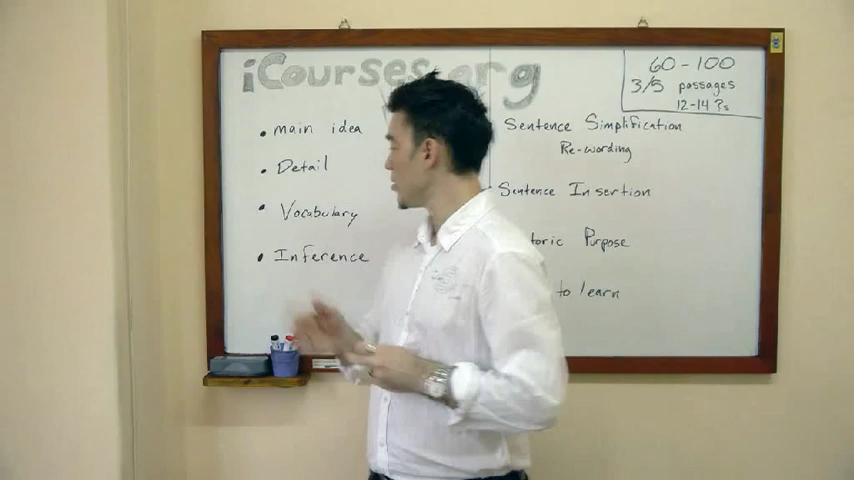 iCourses.org
• main idea
• Detail
• Vocabulary
• Inference
60 - 100
3/5 passages
12-14 ?s
Sentence Simplification
Re-wording
Sentence Insertion
Purpose
to learn